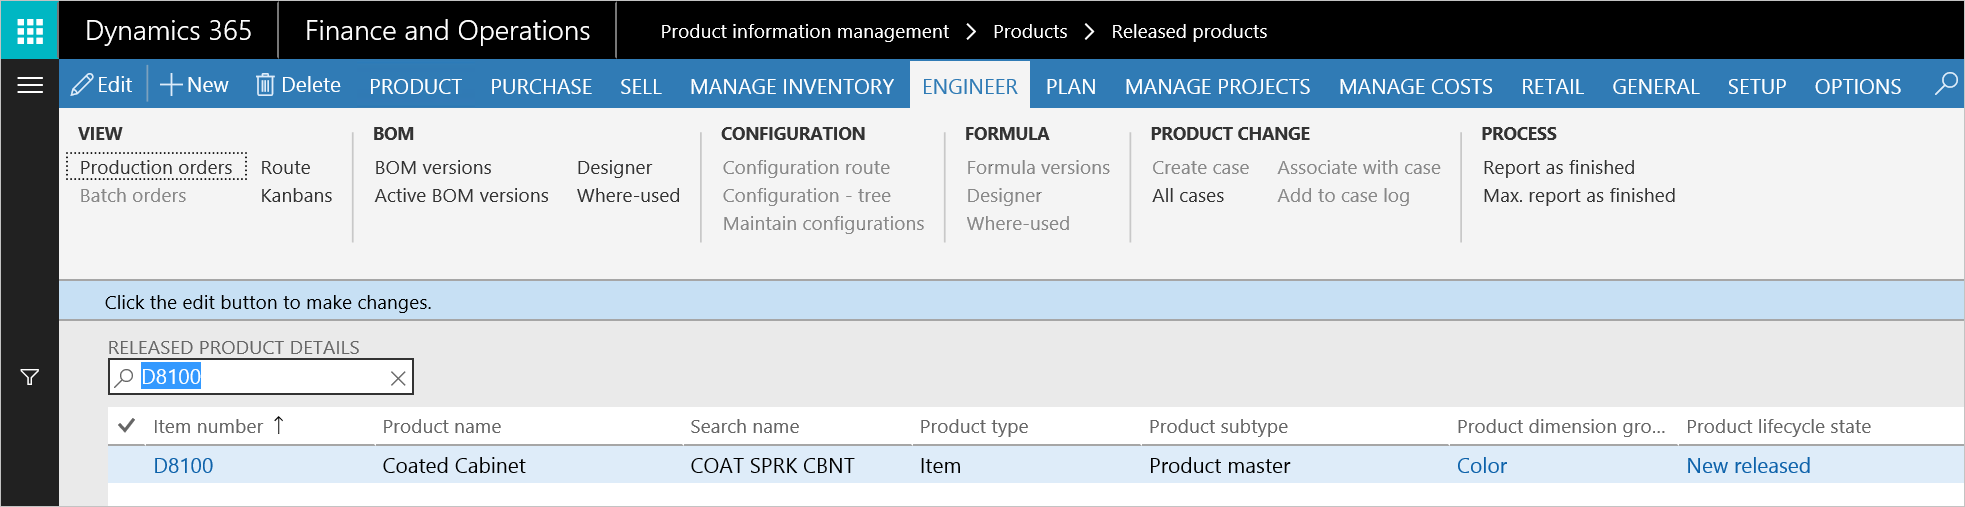 Dynamics 365 Finance and Operations Product information management > Products > Released products
Edit New Delete PRODUCT PURCHASE SELL MANAGE INVENTORY ENGINEER PLAN MANAGE PROJECTS MANAGE COSTS RETAIL GENERAL SETUP OPTIONS
VIEW
Production orders Route
Batch orders Kanbans
BOM
BOM versions Designer
Active BOM versions Where-used
CONFIGURATION
Configuration route
Configuration - tree
Maintain configurations
FORMULA
Formula versions
Designer
Where-used
PRODUCT CHANGE
Create case Associate with case
All cases Add to case log
PROCESS
Report as finished
Max. report as finished
Click the edit button to make changes.
RELEASED PRODUCT DETAILS
D8100
Item number Product name Search name Product type Product subtype Product dimension gro... Product lifecycle state
D8100 Coated Cabinet COAT SPRK CBNT Item Product master Color New released